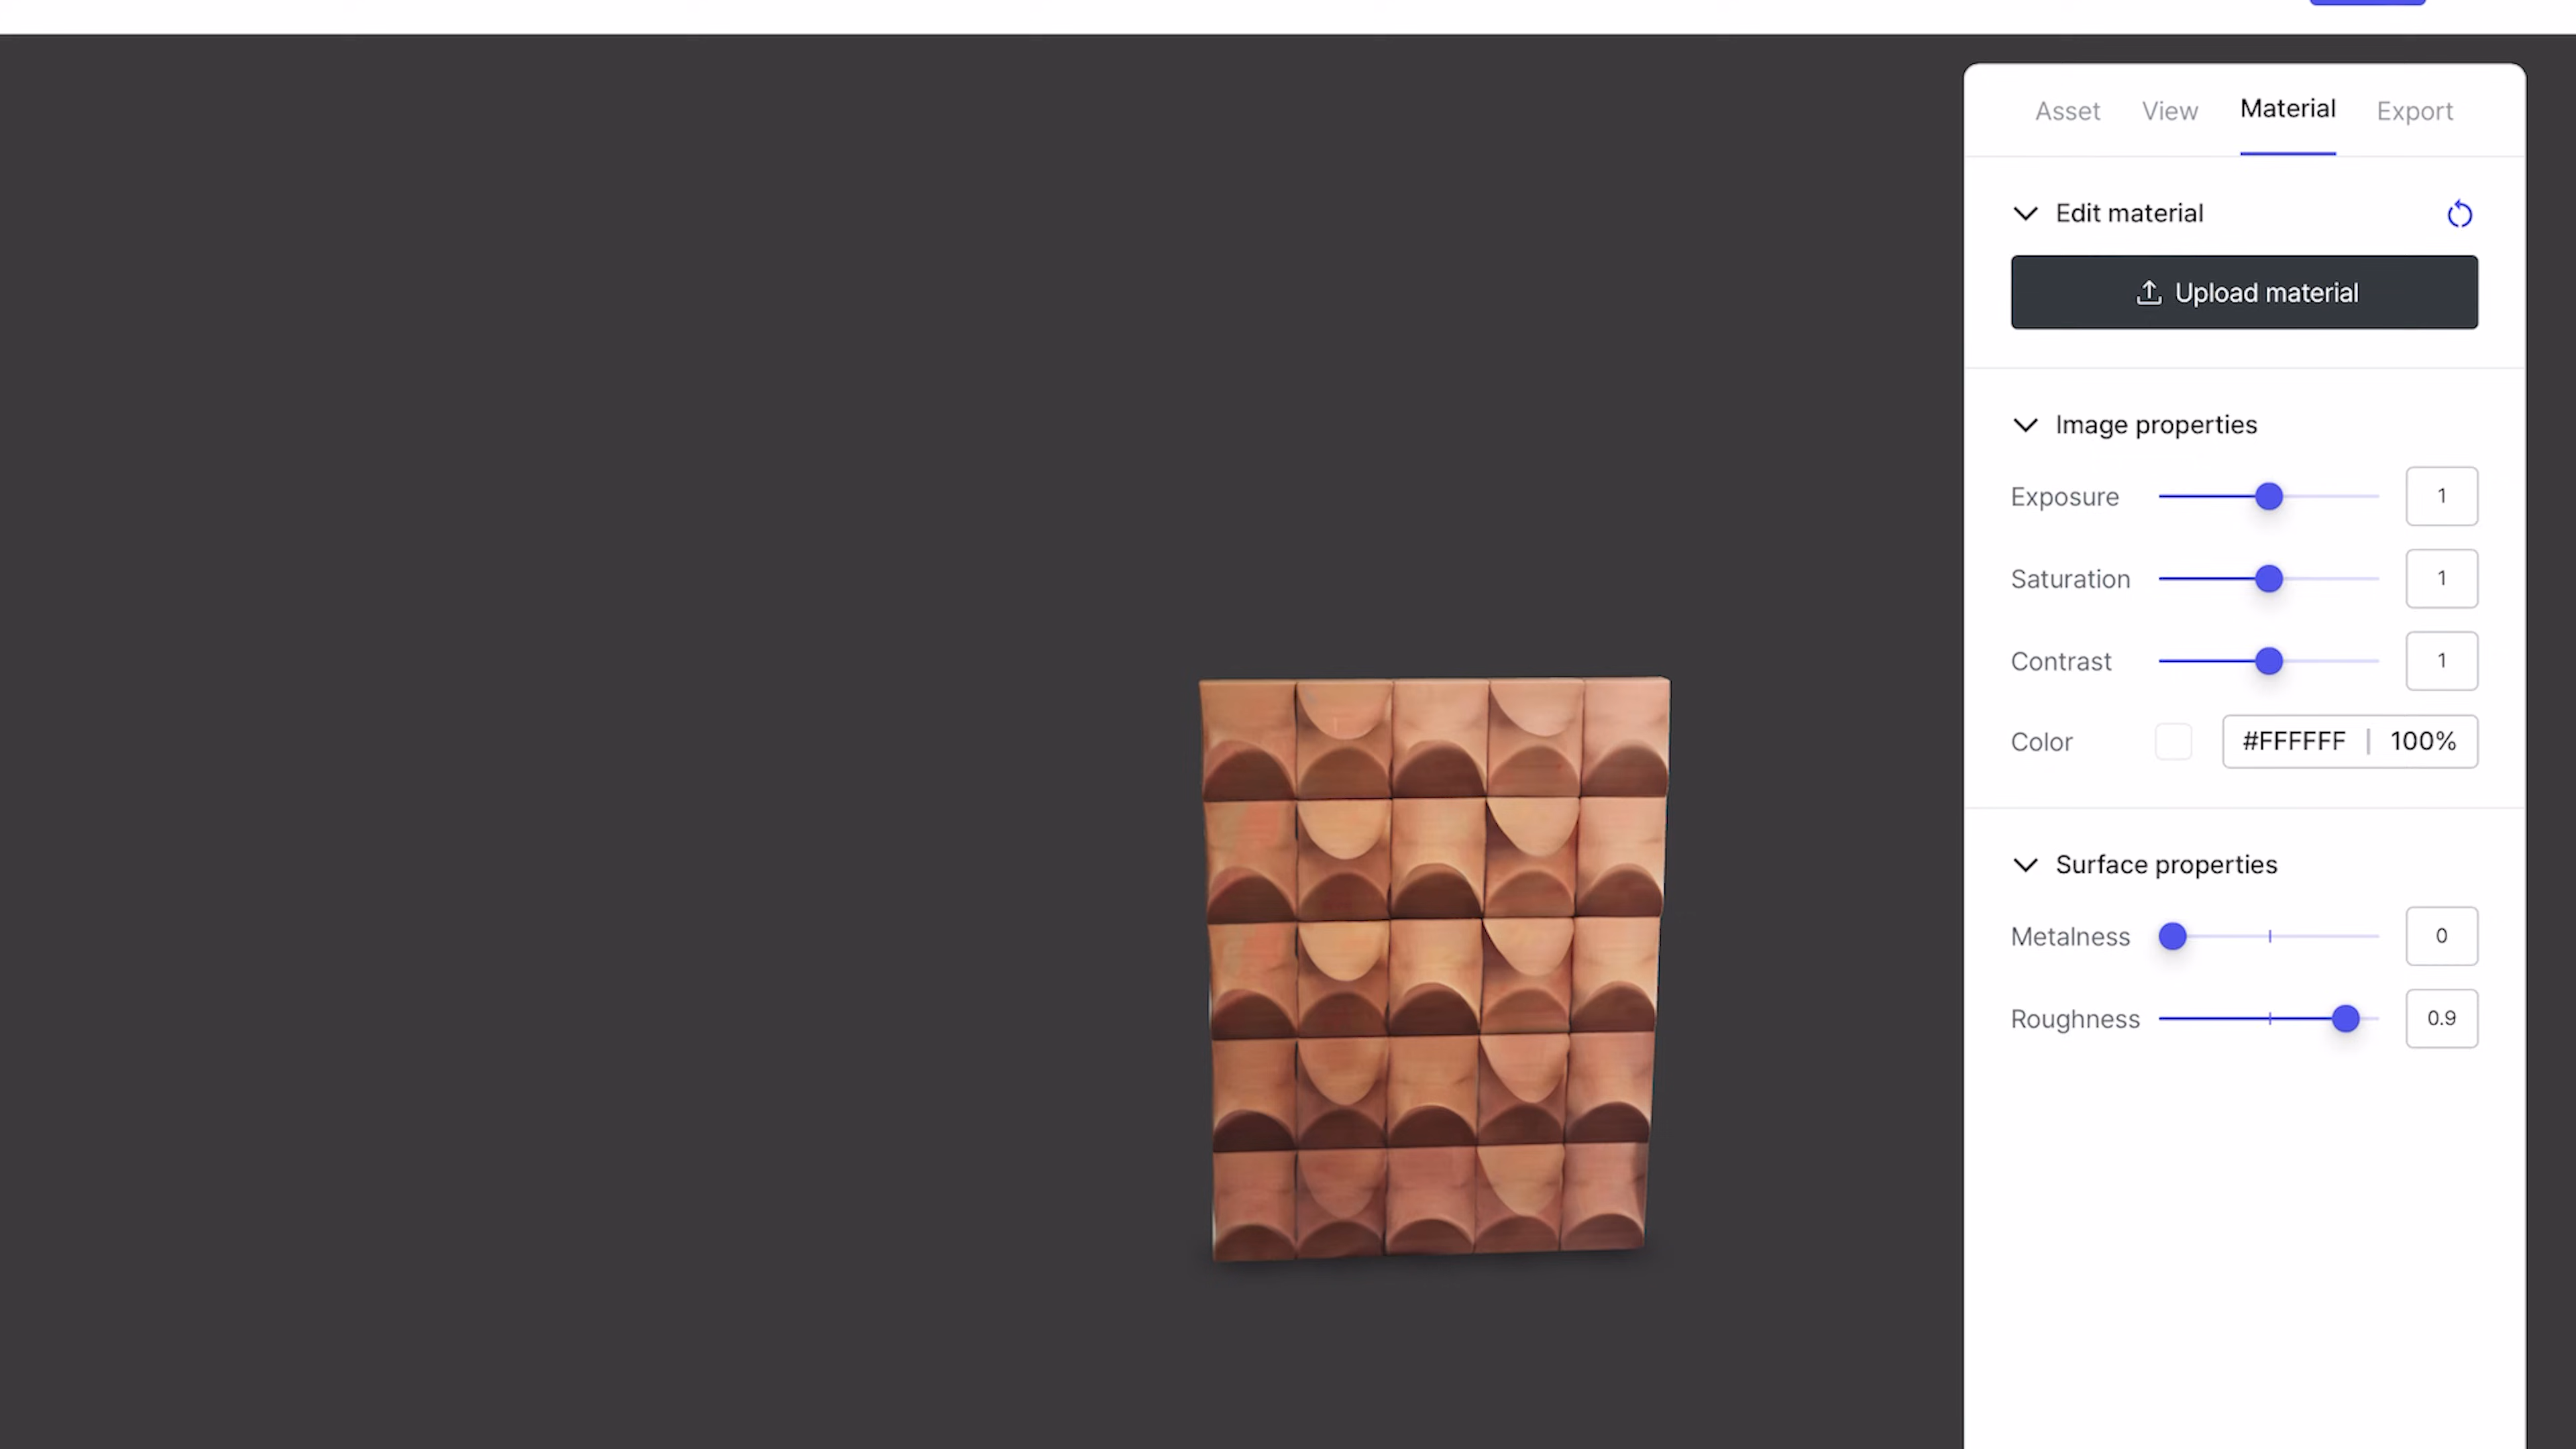 Asset View Material Export
Edit material
Upload material
Image properties
Exposure 1
Saturation 1
Contrast 1
Color #FFFFFF | 100%
Surface properties
Metalness 0
Roughness 0.9